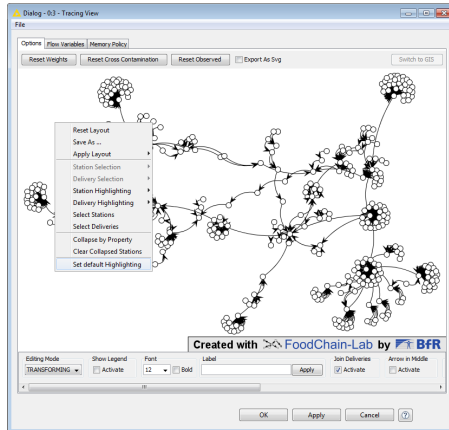 Dialog - 0:3 - Tracing View
File
Options Flow Variables Memory Policy
Reset Weights Reset Cross Contamination Reset Observed Export As Svg Switch to GIS
Reset Layout
Save As ...
Apply Layout
Station Selection
Delivery Selection
Station Highlighting
Delivery Highlighting
Select Stations
Select Deliveries
Collapse by Property
Clear Collapsed Stations
Set default Highlighting
Created with FoodChain-Lab by BfR
Editing Mode Show Legend Font Label Join Deliveries Arrow in Middle
TRANSFORMING Activate 12 Bold Apply Activate Activate
OK Apply Cancel ?